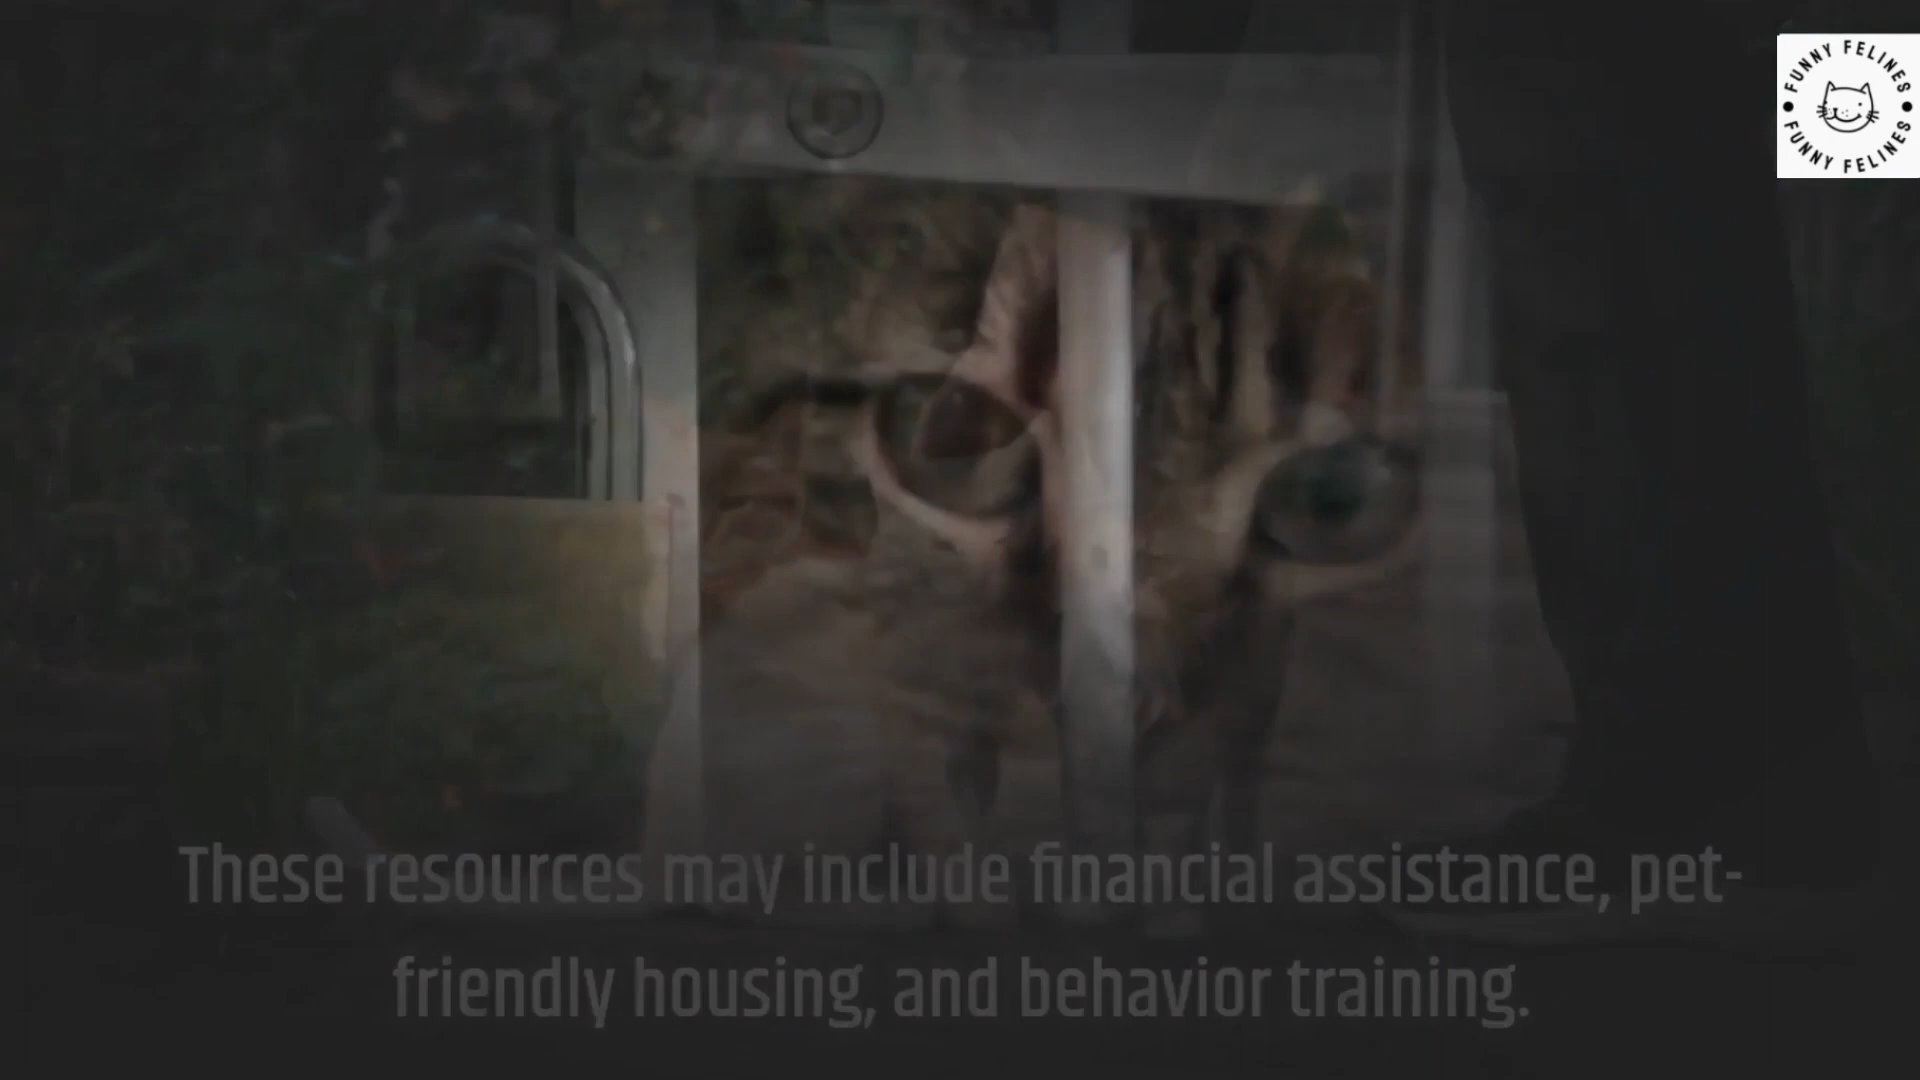 FUNNY FELINES
FUNNY FELINES
These resources may include financial assistance, pet-
friendly housing, and behavior training.